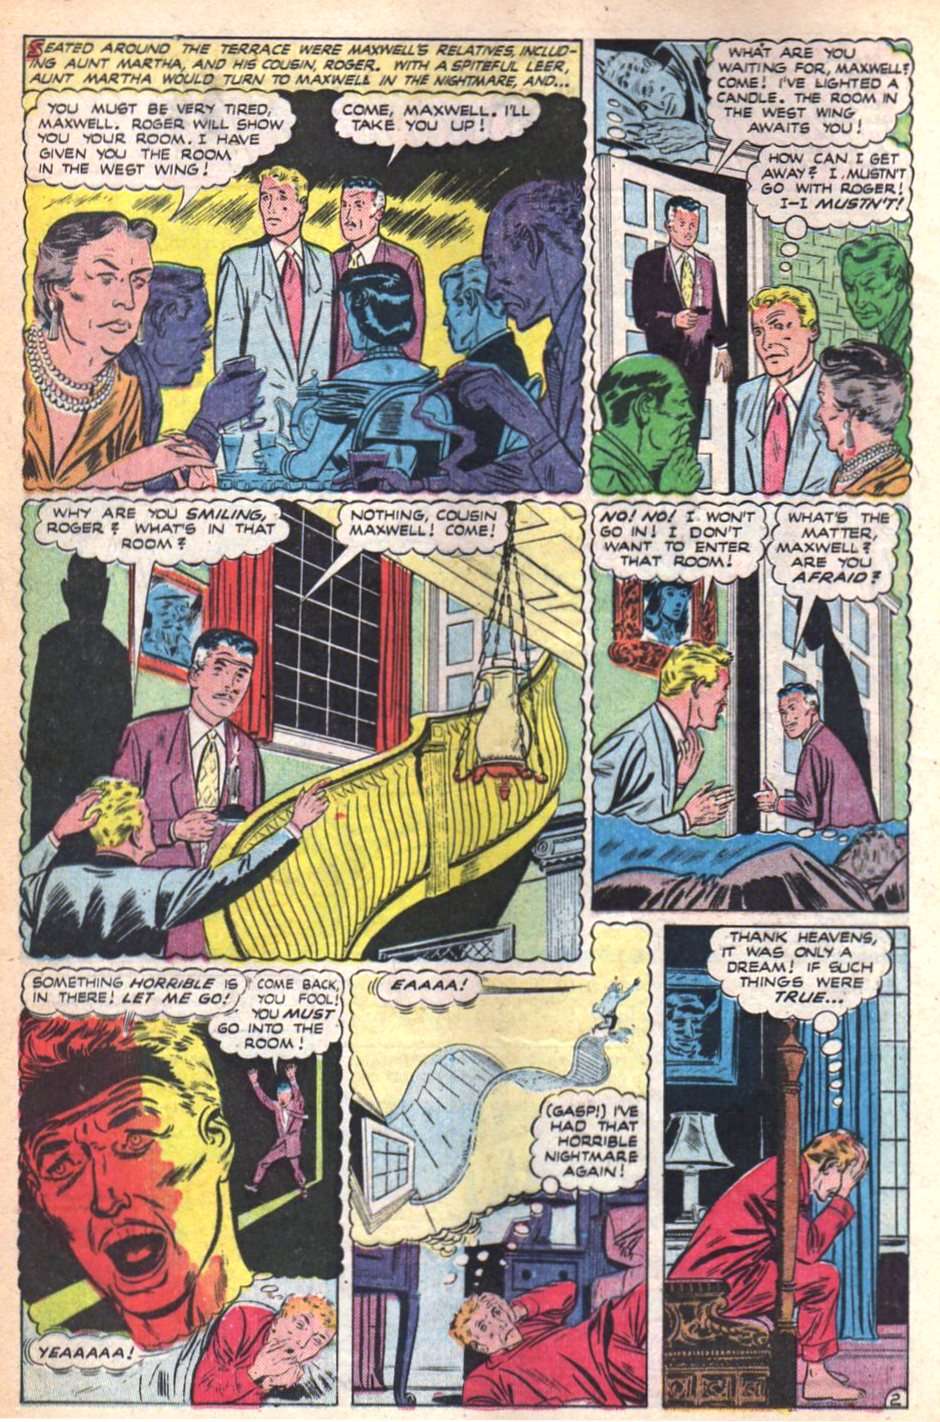 SEATED AROUND THE TERRACE WERE MAXWELL'S RELATIVES, INCLUD-
ING AUNT MARTHA, AND HIS COUSIN, ROGER. WITH A SPITEFUL LEER,
AUNT MARTHA WOULD TURN TO MAXWELL IN THE NIGHTMARE, AND...
YOU MUST BE VERY TIRED,
MAXWELL. ROGER WILL SHOW
YOU YOUR ROOM. I HAVE
GIVEN YOU THE ROOM
IN THE WEST WING!
COME, MAXWELL. I'LL
TAKE YOU UP!
WHAT ARE YOU
WAITING FOR, MAXWELL?
COME! I'VE LIGHTED A
CANDLE. THE ROOM IN
THE WEST WING
AWAITS YOU!
HOW CAN I GET
AWAY? I MUSTN'T
GO WITH ROGER!
I-I MUSTN'T!
WHY ARE YOU SMILING,
ROGER? WHAT'S IN THAT
ROOM?
NOTHING, COUSIN
MAXWELL! COME!
NO! NO! I WON'T
GO IN! I DON'T
WANT TO ENTER
THAT ROOM!
WHAT'S THE
MATTER,
MAXWELL?
ARE YOU
AFRAID?
SOMETHING HORRIBLE IS
IN THERE! LET ME GO!
COME BACK,
YOU FOOL!
YOU MUST
GO INTO THE
ROOM!
YEAAAAA!
EAAAA!
(GASP!) I'VE
HAD THAT
HORRIBLE
NIGHTMARE
AGAIN!
THANK HEAVENS,
IT WAS ONLY A
DREAM! IF SUCH
THINGS WERE
TRUE...
2